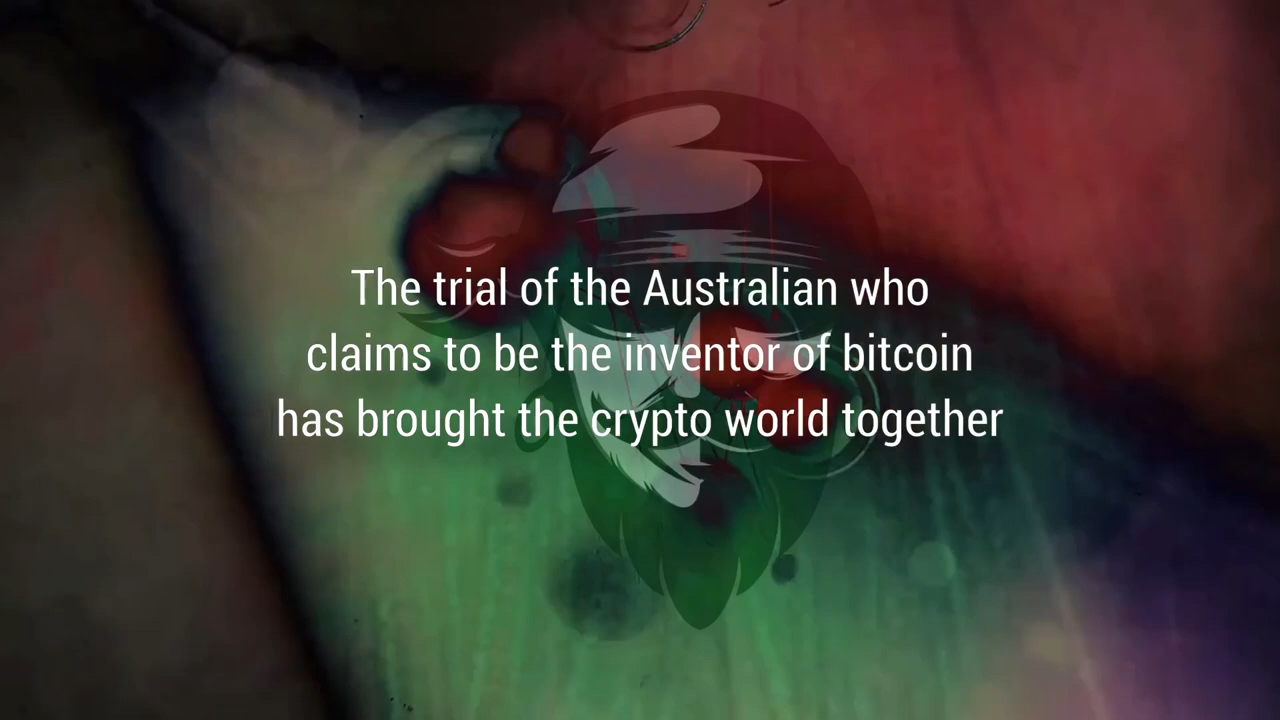 The trial of the Australian who
claims to be the inventor of bitcoin
has brought the crypto world together